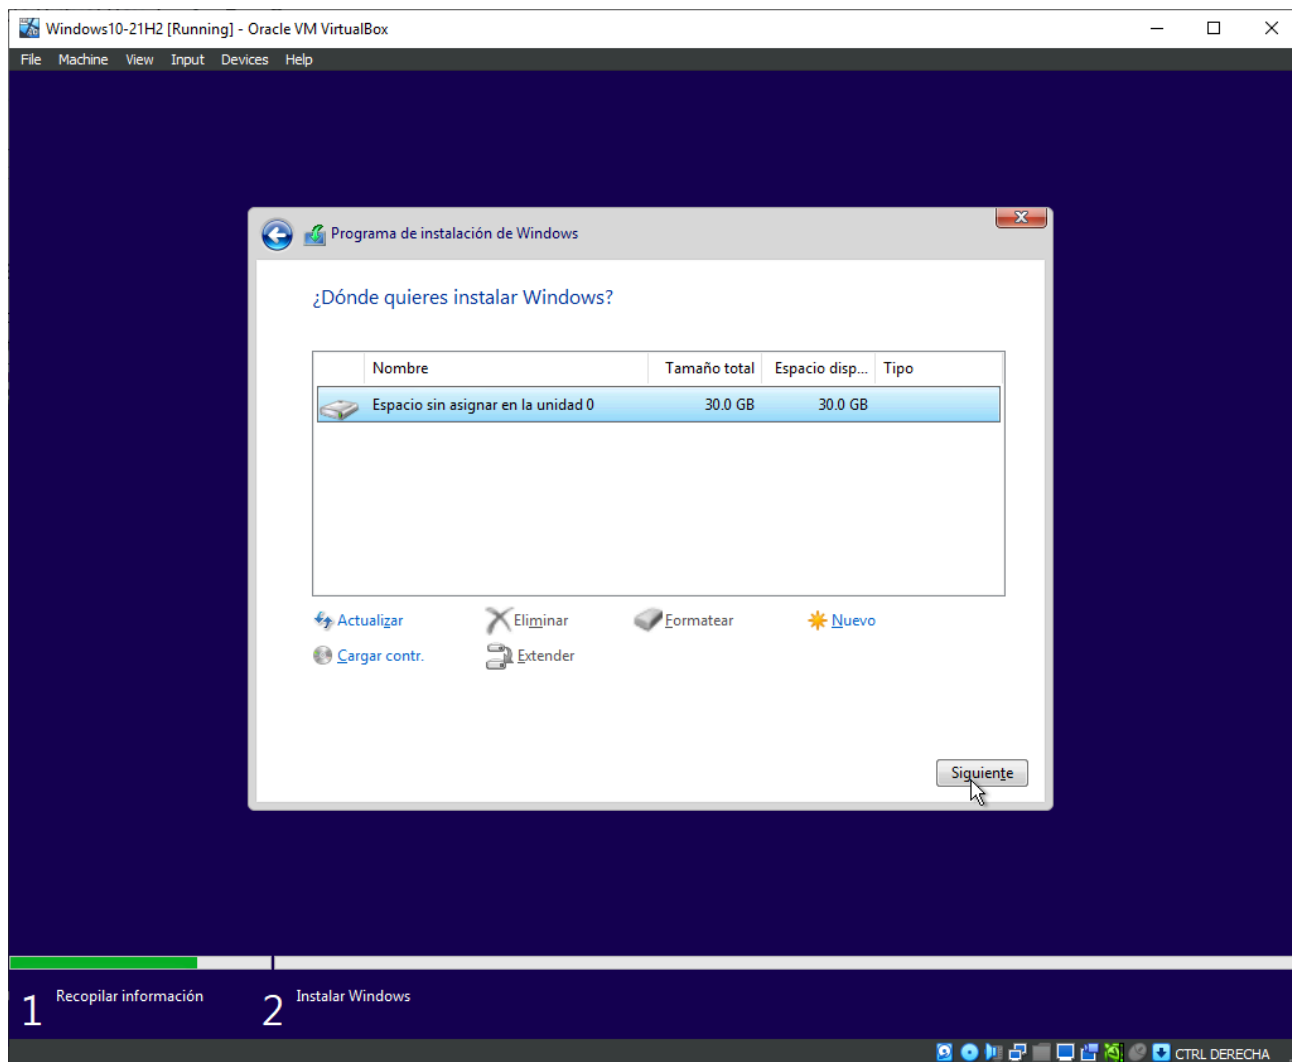 Windows10-21H2 [Running] - Oracle VM VirtualBox
File Machine View Input Devices Help
Programa de instalación de Windows
¿Dónde quieres instalar Windows?
Nombre Tamaño total Espacio disp... Tipo
Espacio sin asignar en la unidad 0 30.0 GB 30.0 GB
Actualizar Eliminar Formatear Nuevo
Cargar contr. Extender
Siguiente
1 Recopilar información 2 Instalar Windows
CTRL DERECHA